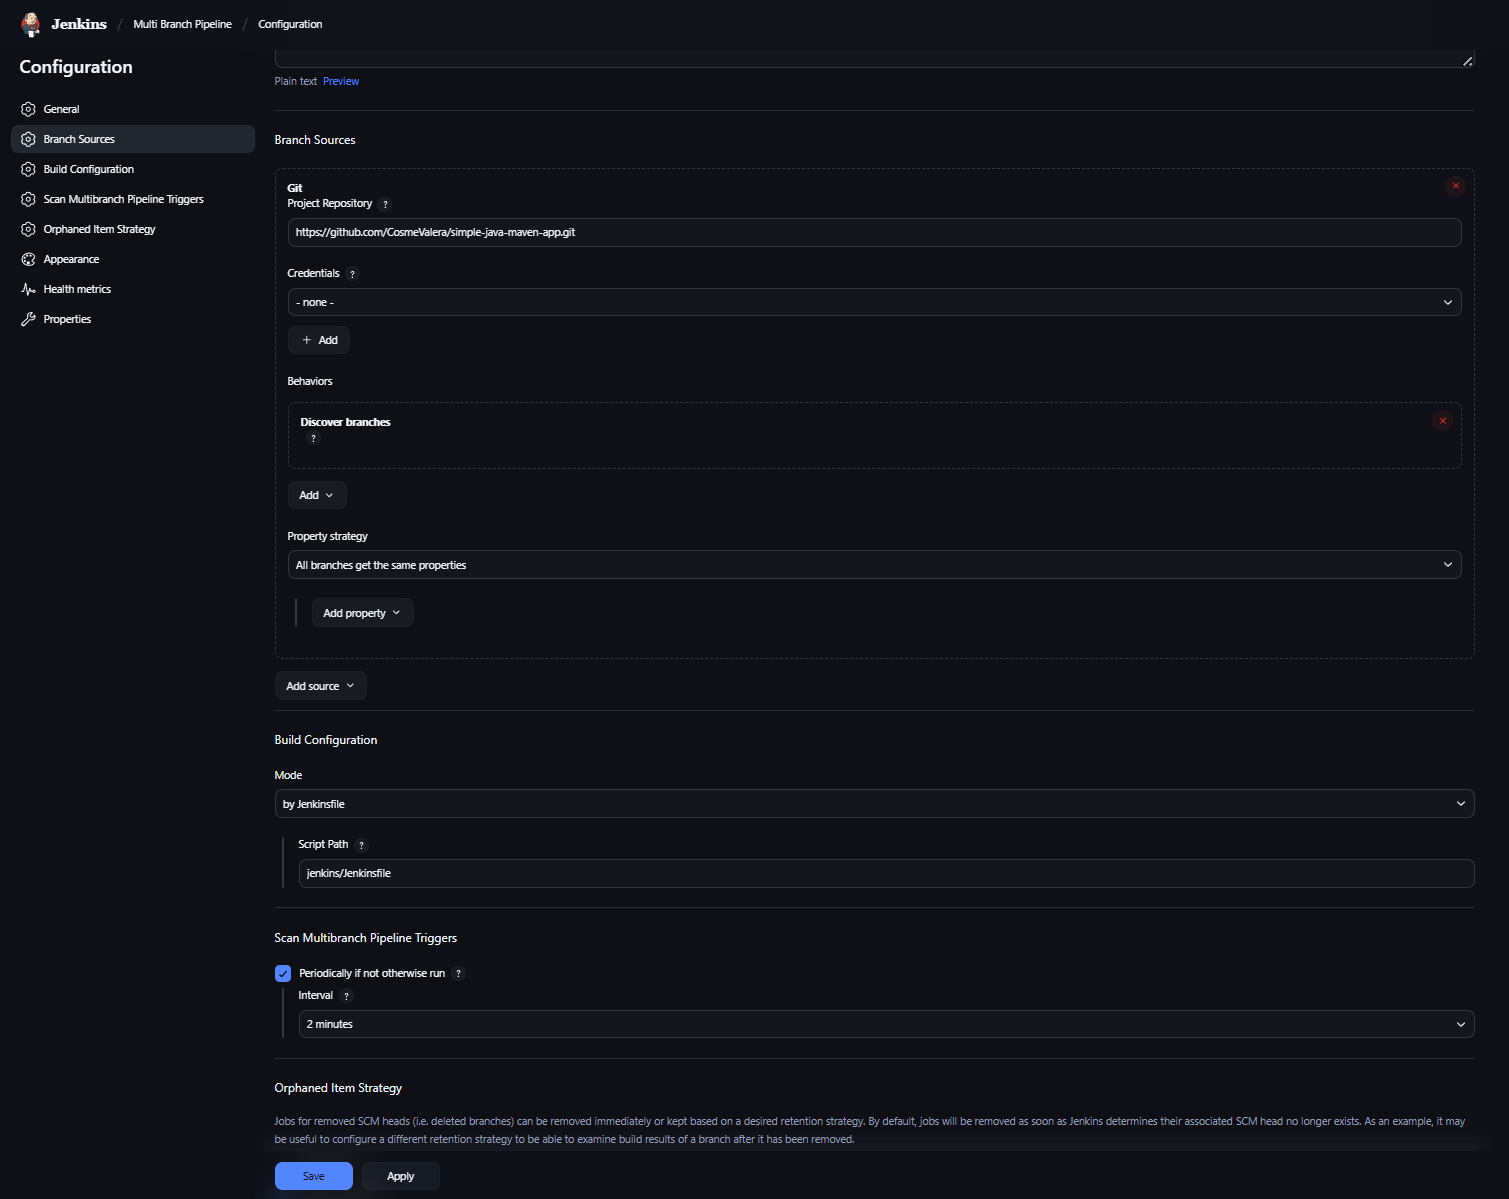 Jenkins / Multi Branch Pipeline / Configuration
Configuration
General
Branch Sources
Build Configuration
Scan Multibranch Pipeline Triggers
Orphaned Item Strategy
Appearance
Health metrics
Properties
Plain text Preview
Branch Sources
Git
Project Repository ?
https://github.com/CosmeValera/simple-java-maven-app.git
Credentials ?
- none -
+ Add
Behaviors
Discover branches
?
Add
Property strategy
All branches get the same properties
Add property
Add source
Build Configuration
Mode
by Jenkinsfile
Script Path ?
jenkins/Jenkinsfile
Scan Multibranch Pipeline Triggers
Periodically if not otherwise run ?
Interval ?
2 minutes
Orphaned Item Strategy
Jobs for removed SCM heads (i.e. deleted branches) can be removed immediately or kept based on a desired retention strategy. By default, jobs will be removed as soon as Jenkins determines their associated SCM head no longer exists. As an example, it may
be useful to configure a different retention strategy to be able to examine build results of a branch after it has been removed.
Save Apply